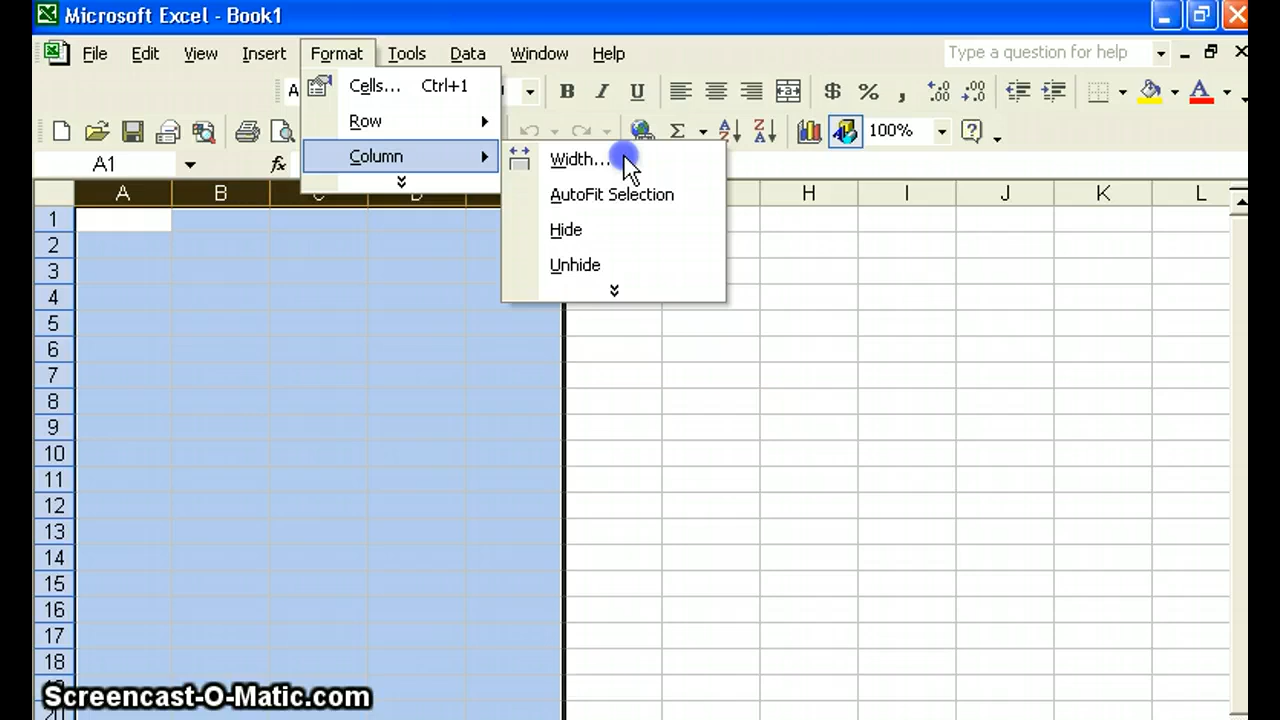 Microsoft Excel - Book1
File Edit View Insert Format Tools Data Window Help Type a question for help
Cells... Ctrl+1
Row
Column
Width...
AutoFit Selection
Hide
Unhide
A B I U $ % ,
Σ A Z Z A 100% ?
A1 fx
A B C D H I J K L
1
2
3
4
5
6
7
8
9
10
11
12
13
14
15
16
17
18
Screencast-O-Matic.com
20